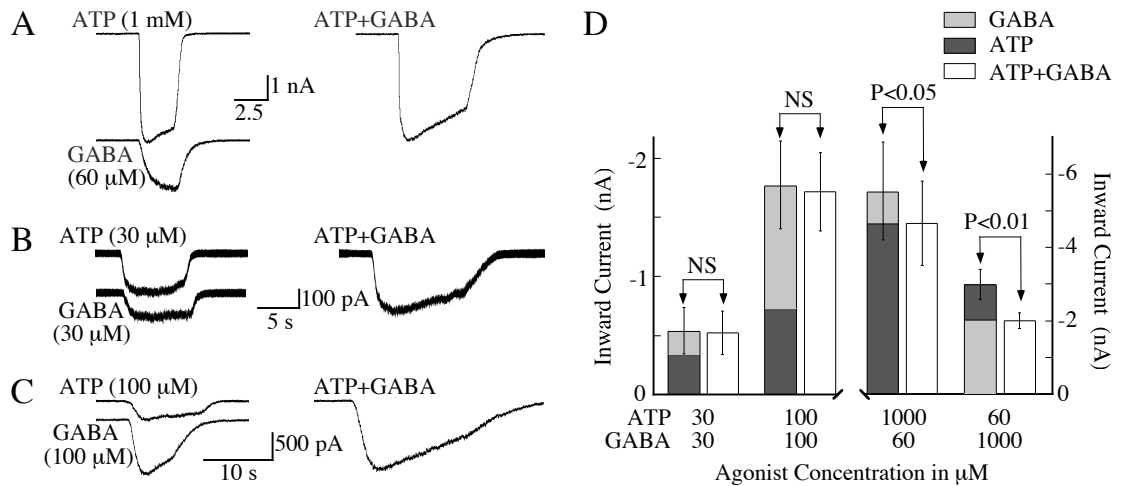 A
ATP (1 mM)
ATP+GABA
1 nA
2.5
GABA
(60 µM)
B
ATP (30 µM)
ATP+GABA
GABA
(30 µM)
100 pA
5 s
C
ATP (100 µM)
ATP+GABA
GABA
(100 µM)
500 pA
10 s
D
GABA
ATP
ATP+GABA
NS
P<0.05
NS
P<0.01
Inward Current (nA)
-2
-1
0
Inward Current (nA)
-6
-4
-2
0
ATP 30 100 1000 60
GABA 30 100 60 1000
Agonist Concentration in µM